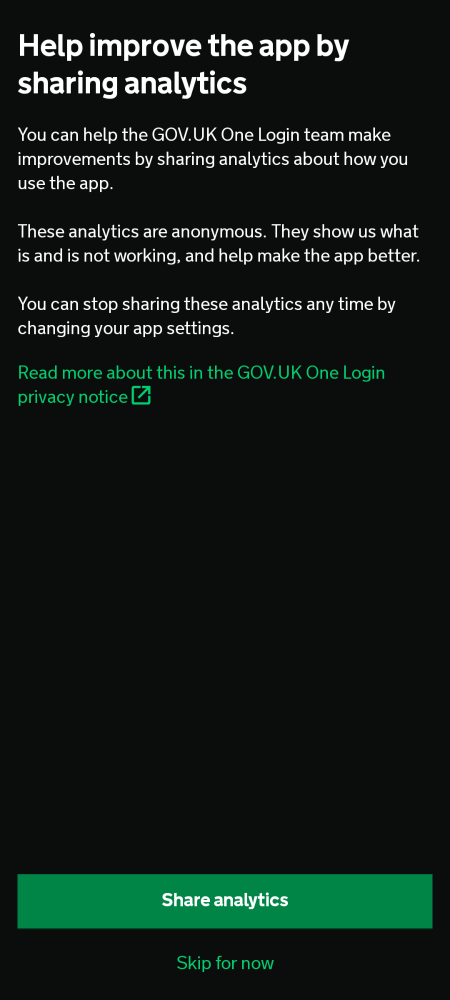 Help improve the app by
sharing analytics
You can help the GOV.UK One Login team make
improvements by sharing analytics about how you
use the app.
These analytics are anonymous. They show us what
is and is not working, and help make the app better.
You can stop sharing these analytics any time by
changing your app settings.
Read more about this in the GOV.UK One Login
privacy notice
Share analytics
Skip for now